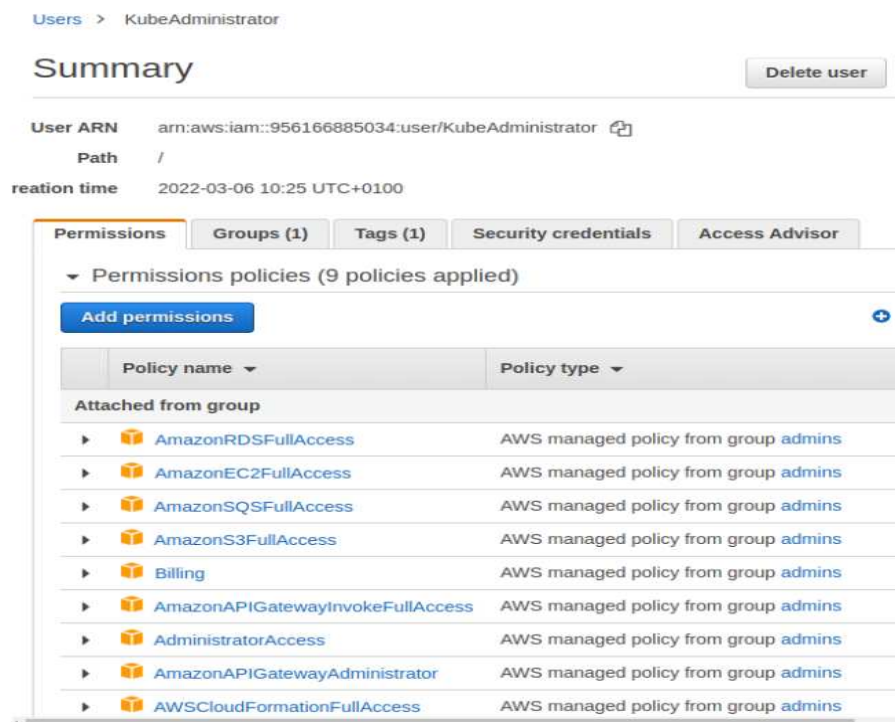 Users > KubeAdministrator
Summary
Delete user
User ARN arn:aws:iam::956166885034:user/KubeAdministrator
Path /
reation time 2022-03-06 10:25 UTC+0100
Permissions Groups (1) Tags (1) Security credentials Access Advisor
Permissions policies (9 policies applied)
Add permissions
Policy name Policy type
Attached from group
AmazonRDSFullAccess AWS managed policy from group admins
AmazonEC2FullAccess AWS managed policy from group admins
AmazonSQSFullAccess AWS managed policy from group admins
AmazonS3FullAccess AWS managed policy from group admins
Billing AWS managed policy from group admins
AmazonAPIGatewayInvokeFullAccess AWS managed policy from group admins
AdministratorAccess AWS managed policy from group admins
AmazonAPIGatewayAdministrator AWS managed policy from group admins
AWSCloudFormationFullAccess AWS managed policy from group admins